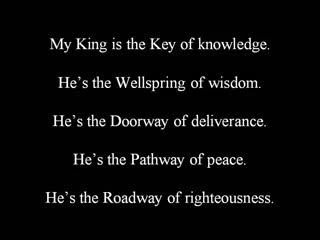 My King is the Key of knowledge.
He's the Wellspring of wisdom.
He's the Doorway of deliverance.
He's the Pathway of peace.
He's the Roadway of righteousness.